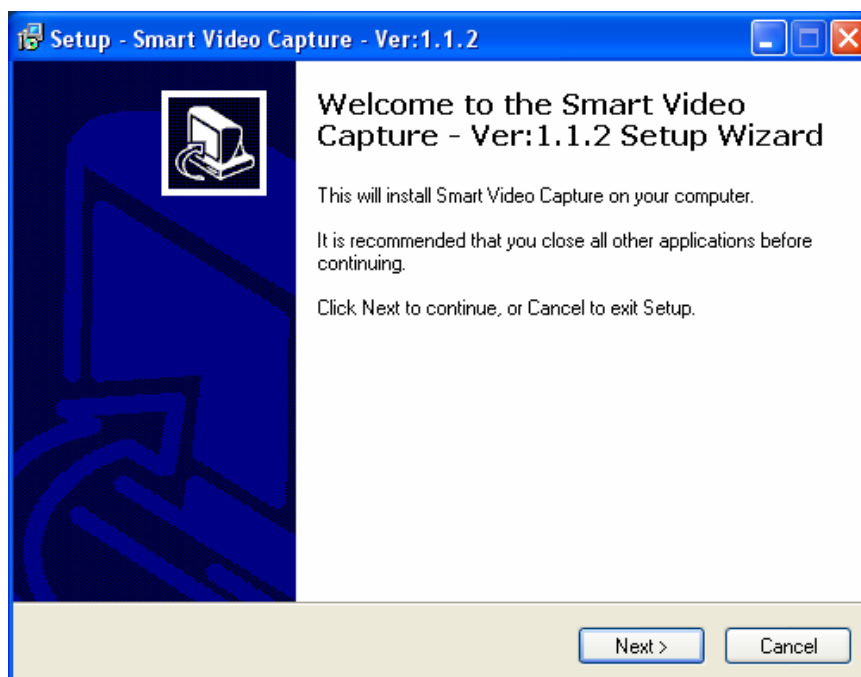 Setup - Smart Video Capture - Ver:1.1.2
Welcome to the Smart Video
Capture - Ver:1.1.2 Setup Wizard
This will install Smart Video Capture on your computer.
It is recommended that you close all other applications before
continuing.
Click Next to continue, or Cancel to exit Setup.
Next >
Cancel